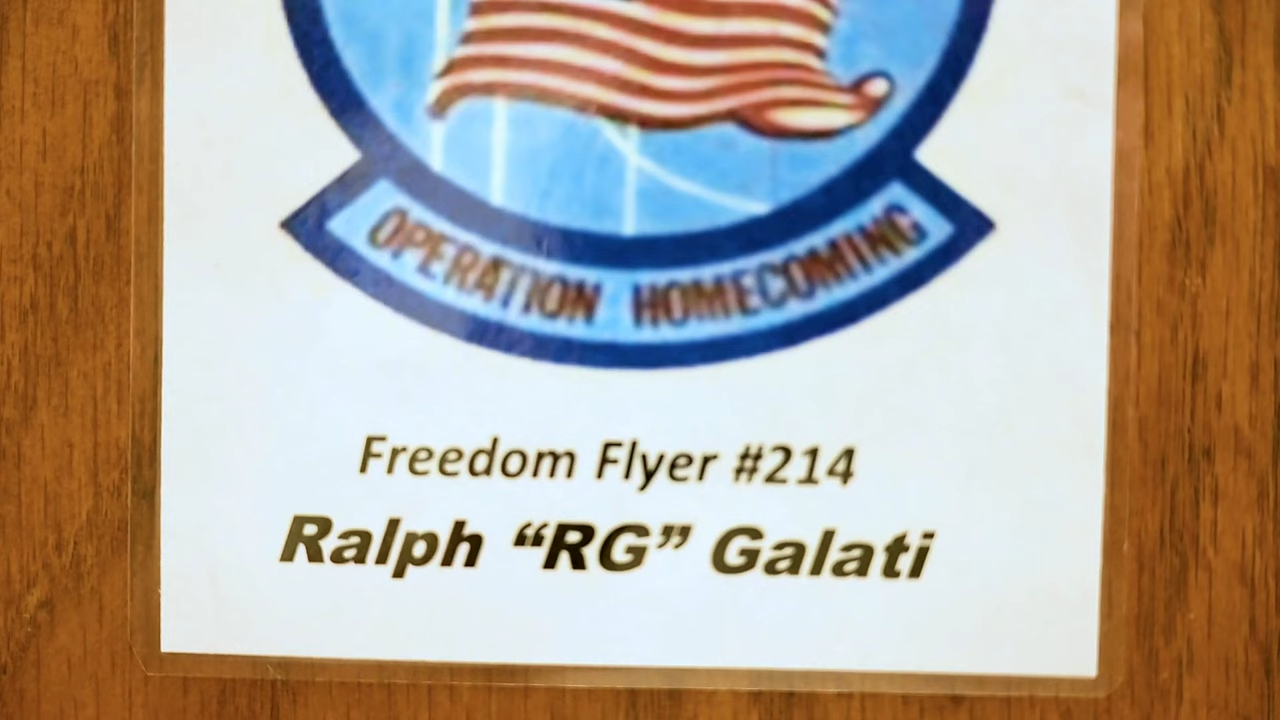 OPERATION HOMECOMING
Freedom Flyer #214
Ralph “RG” Galati